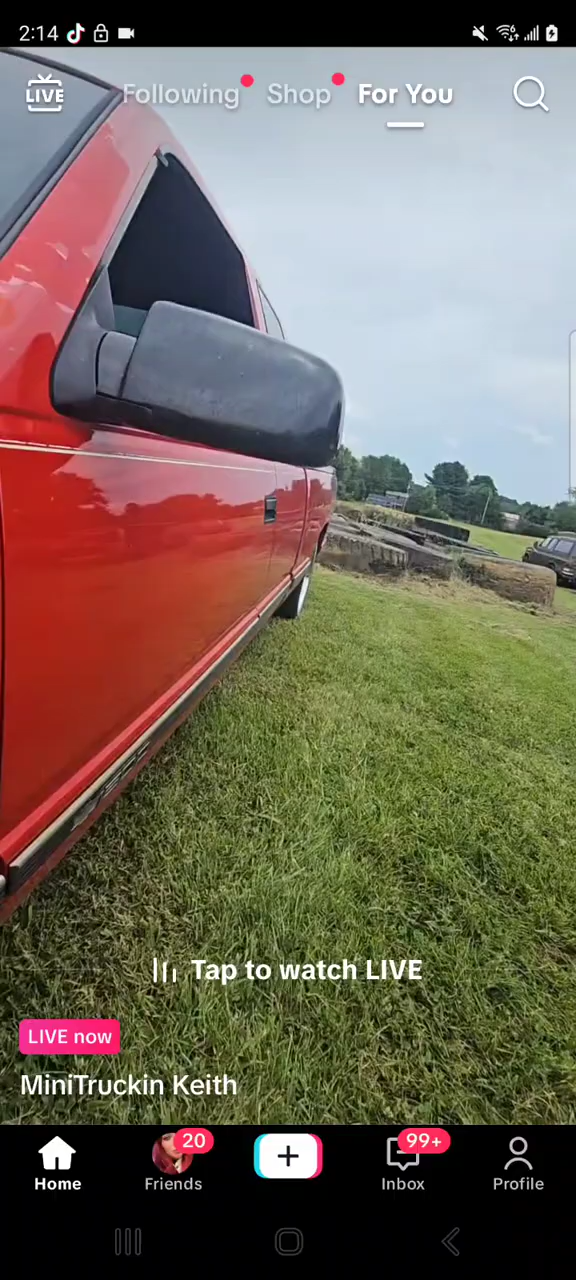 2:14
LIVE
Following
Shop
For You
Tap to watch LIVE
LIVE now
MiniTruckin Keith
20
99+
Home
Friends
Inbox
Profile